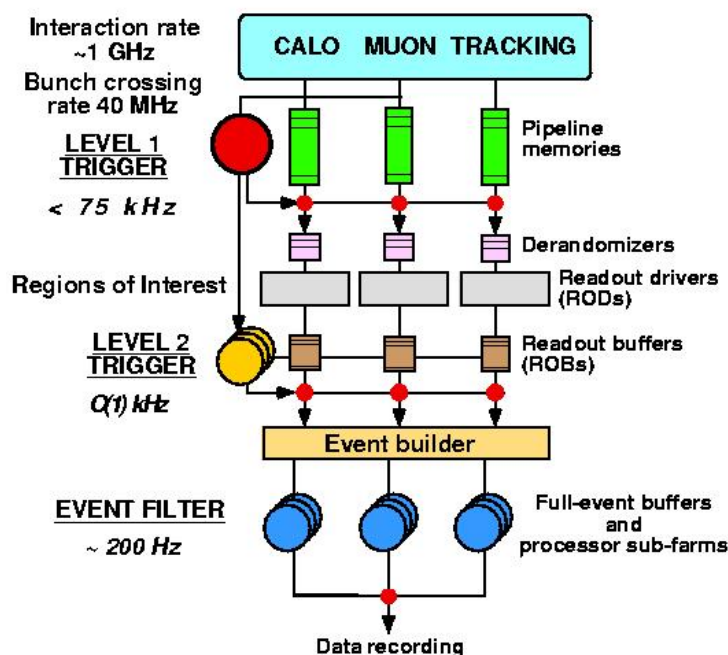 Interaction rate
~1 GHz
CALO MUON TRACKING
Bunch crossing
rate 40 MHz
LEVEL 1
TRIGGER
< 75 kHz
Pipeline
memories
Derandomizers
Regions of Interest
Readout drivers
(RODs)
LEVEL 2
TRIGGER
O(1) kHz
Readout buffers
(ROBs)
Event builder
EVENT FILTER
~ 200 Hz
Full-event buffers
and
processor sub-farms
Data recording